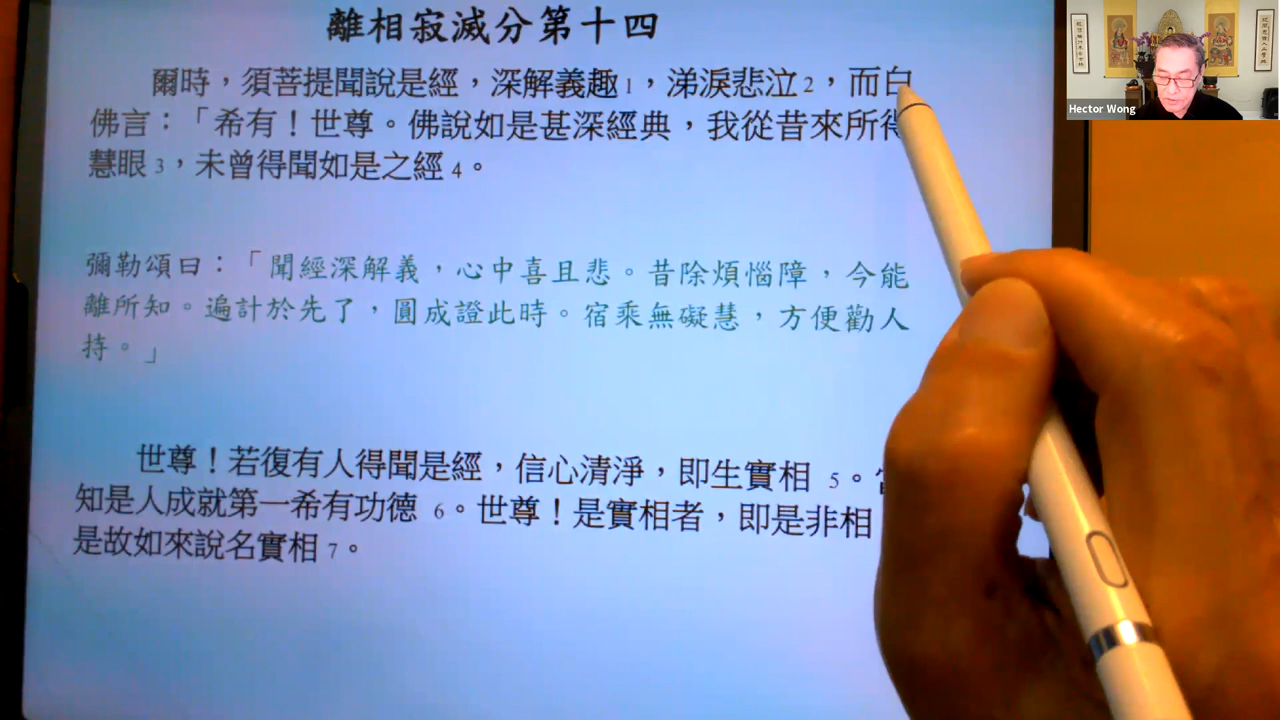 離相寂滅分第十四
爾時，須菩提聞說是經，深解義趣1，涕淚悲泣2，而白
佛言：「希有！世尊。佛說如是甚深經典，我從昔來所得
慧眼3，未曾得聞如是之經4。
彌勒頌曰：「聞經深解義，心中喜且悲。昔除煩惱障，今能
離所知。遍計於先了，圓成證此時。宿乘無礙慧，方便勸人
持。」
世尊！若復有人得聞是經，信心清淨，即生實相 5。
知是人成就第一希有功德 6。世尊！是實相者，即是非相
是故如來說名實相7。
Hector Wong